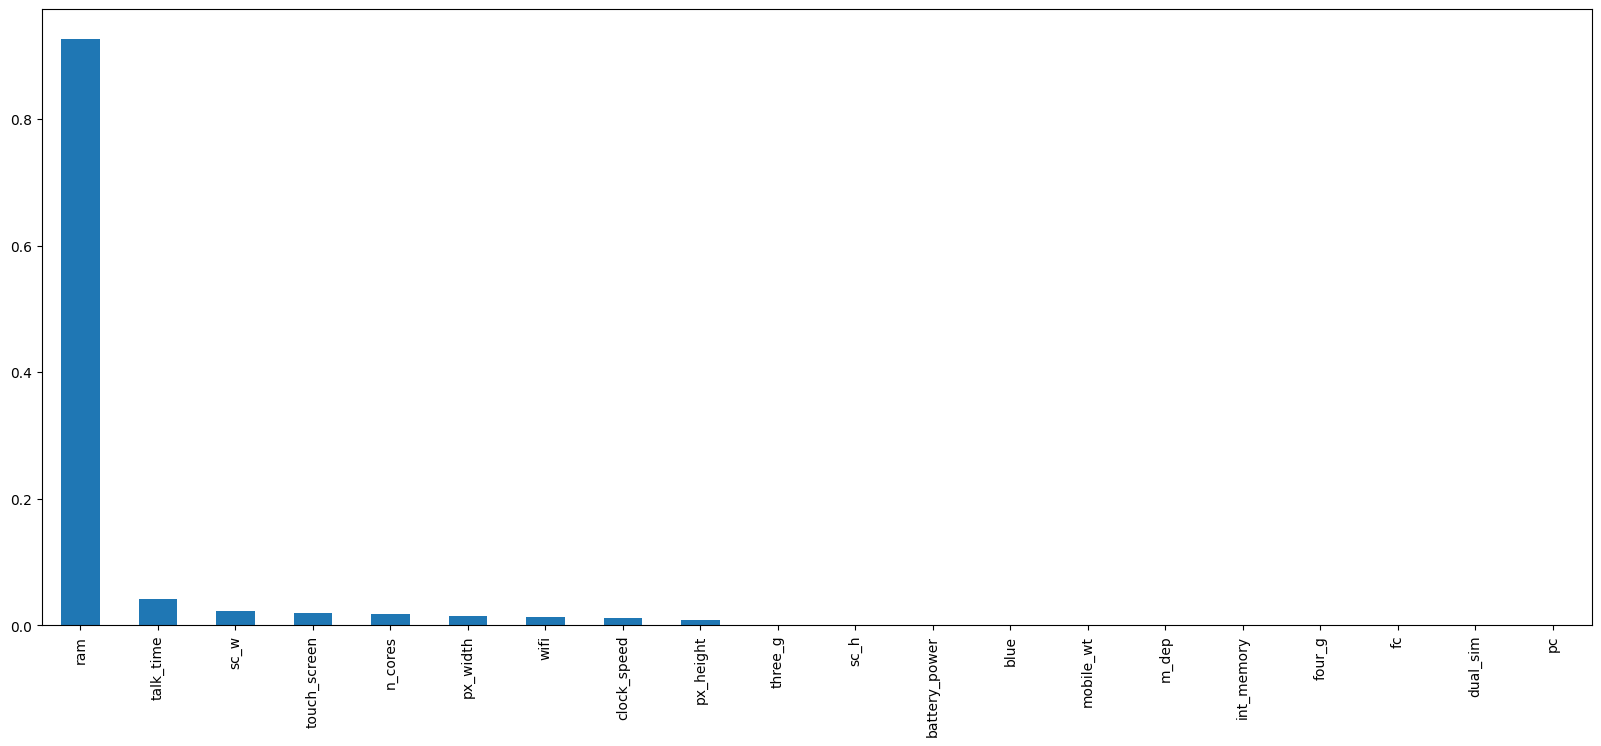 0.8
0.6
0.4
0.2
0.0
ram
talk_time
sc_w
touch_screen
n_cores
px_width
wifi
clock_speed
px_height
three_g
sc_h
battery_power
blue
mobile_wt
m_dep
int_memory
four_g
fc
dual_sim
pc